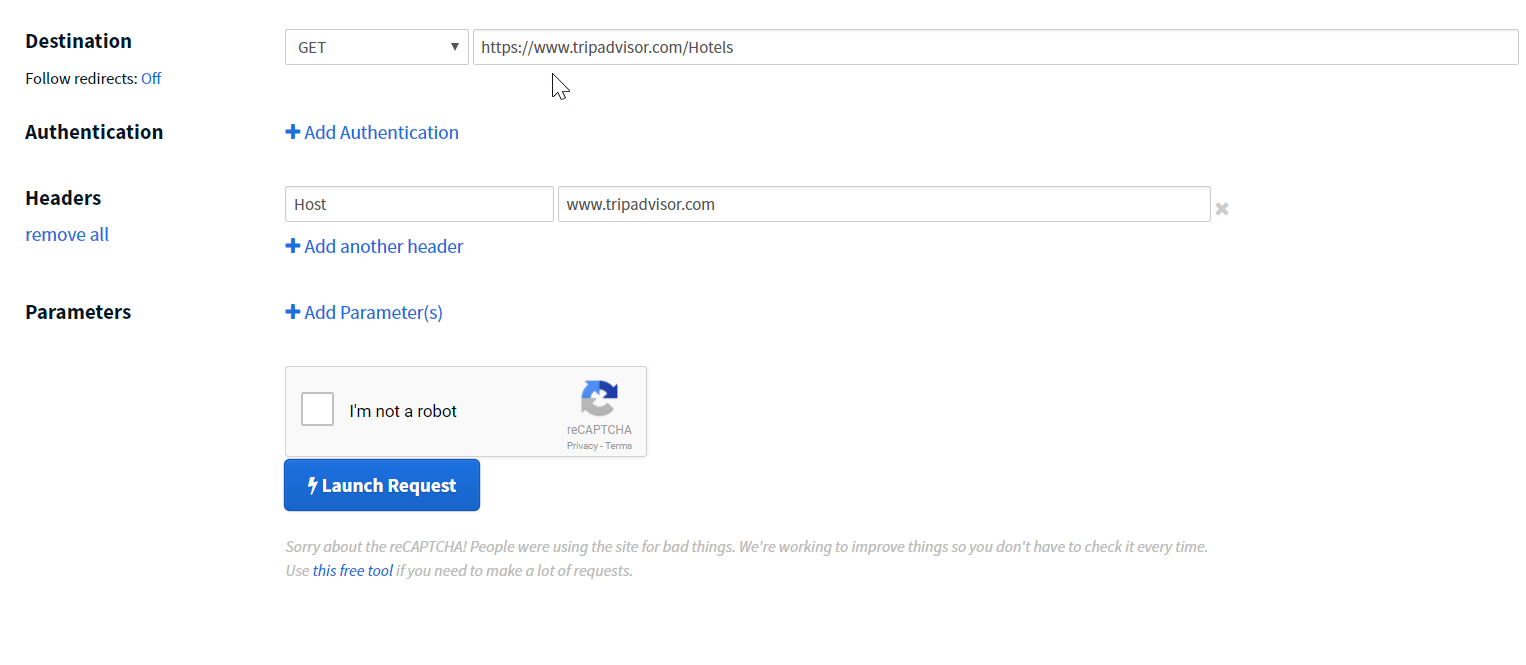 Destination
GET
https://www.tripadvisor.com/Hotels
Follow redirects: Off
Authentication
Add Authentication
Headers
Host
www.tripadvisor.com
remove all
Add another header
Parameters
Add Parameter(s)
I'm not a robot
reCAPTCHA
Privacy - Terms
Launch Request
Sorry about the reCAPTCHA! People were using the site for bad things. We're working to improve things so you don't have to check it every time.
Use this free tool if you need to make a lot of requests.